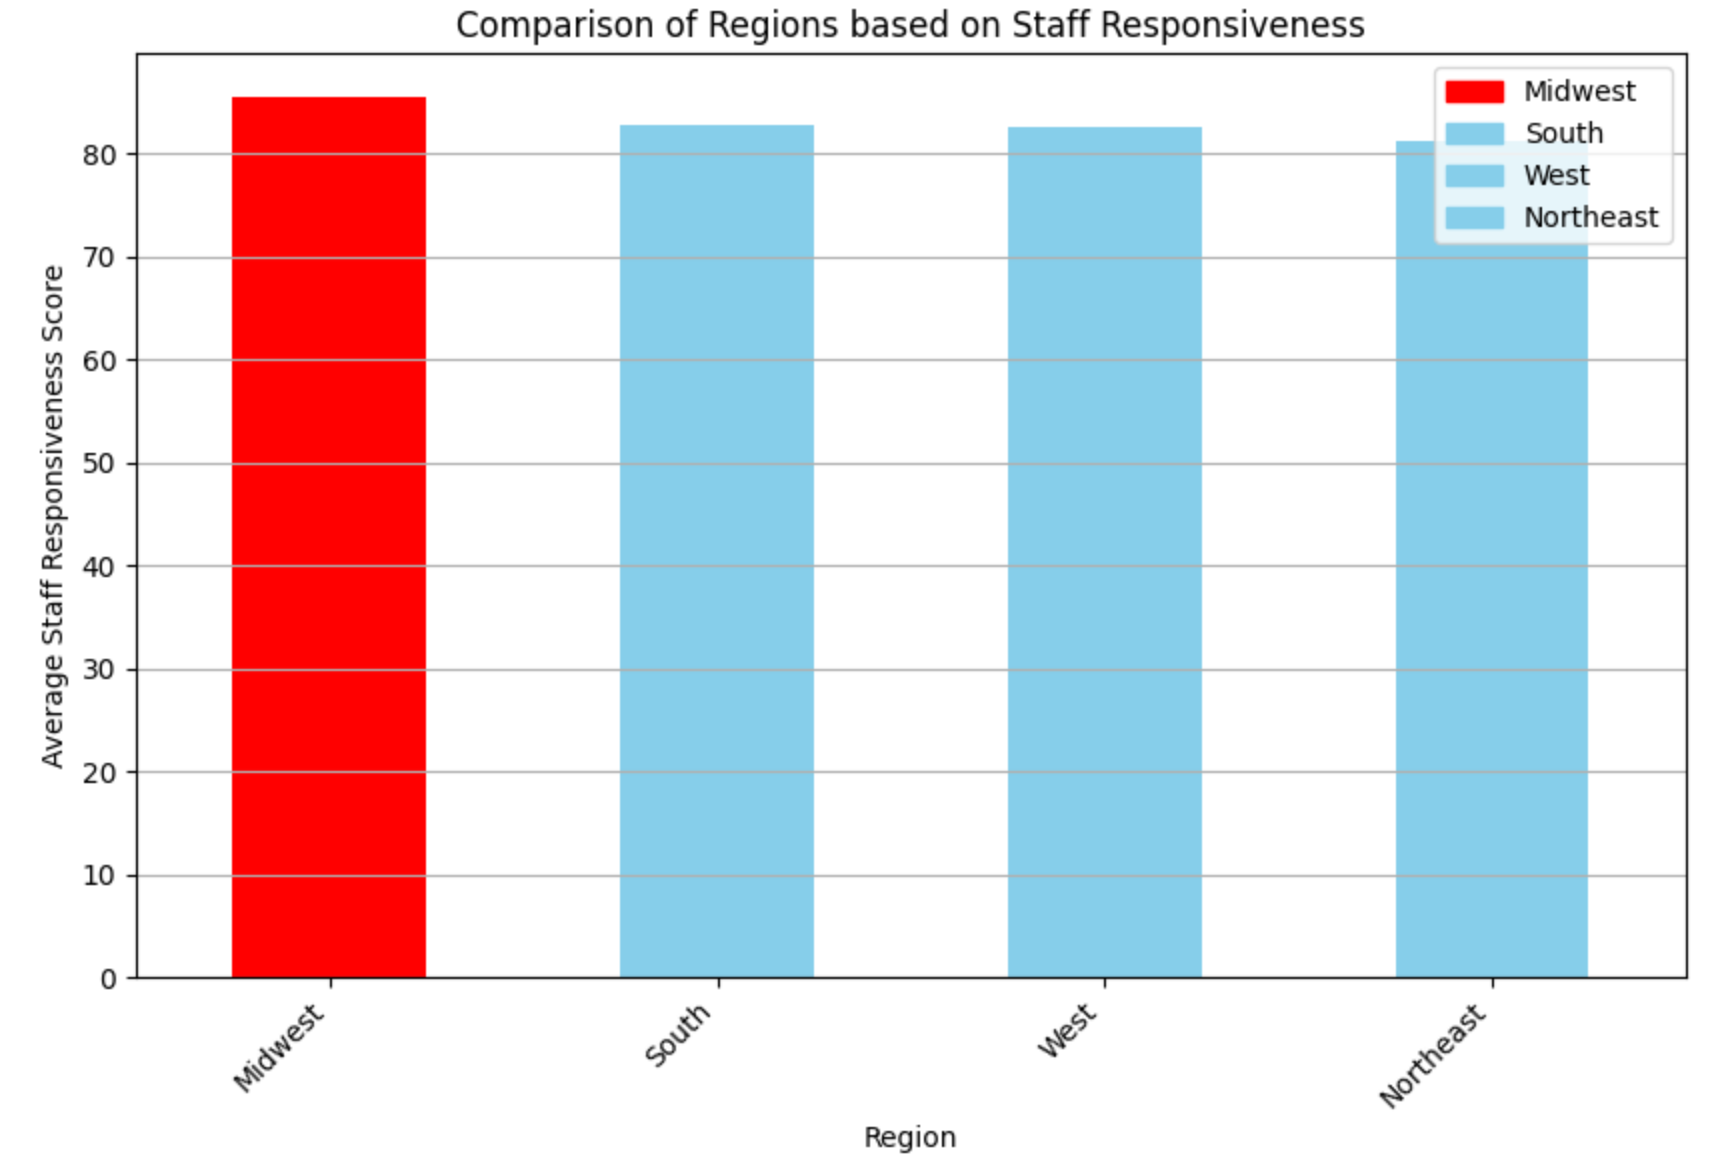 Comparison of Regions based on Staff Responsiveness
Midwest
South
West
Northeast
80
70
60
50
40
30
20
10
0
Average Staff Responsiveness Score
Midwest
South
West
Northeast
Region